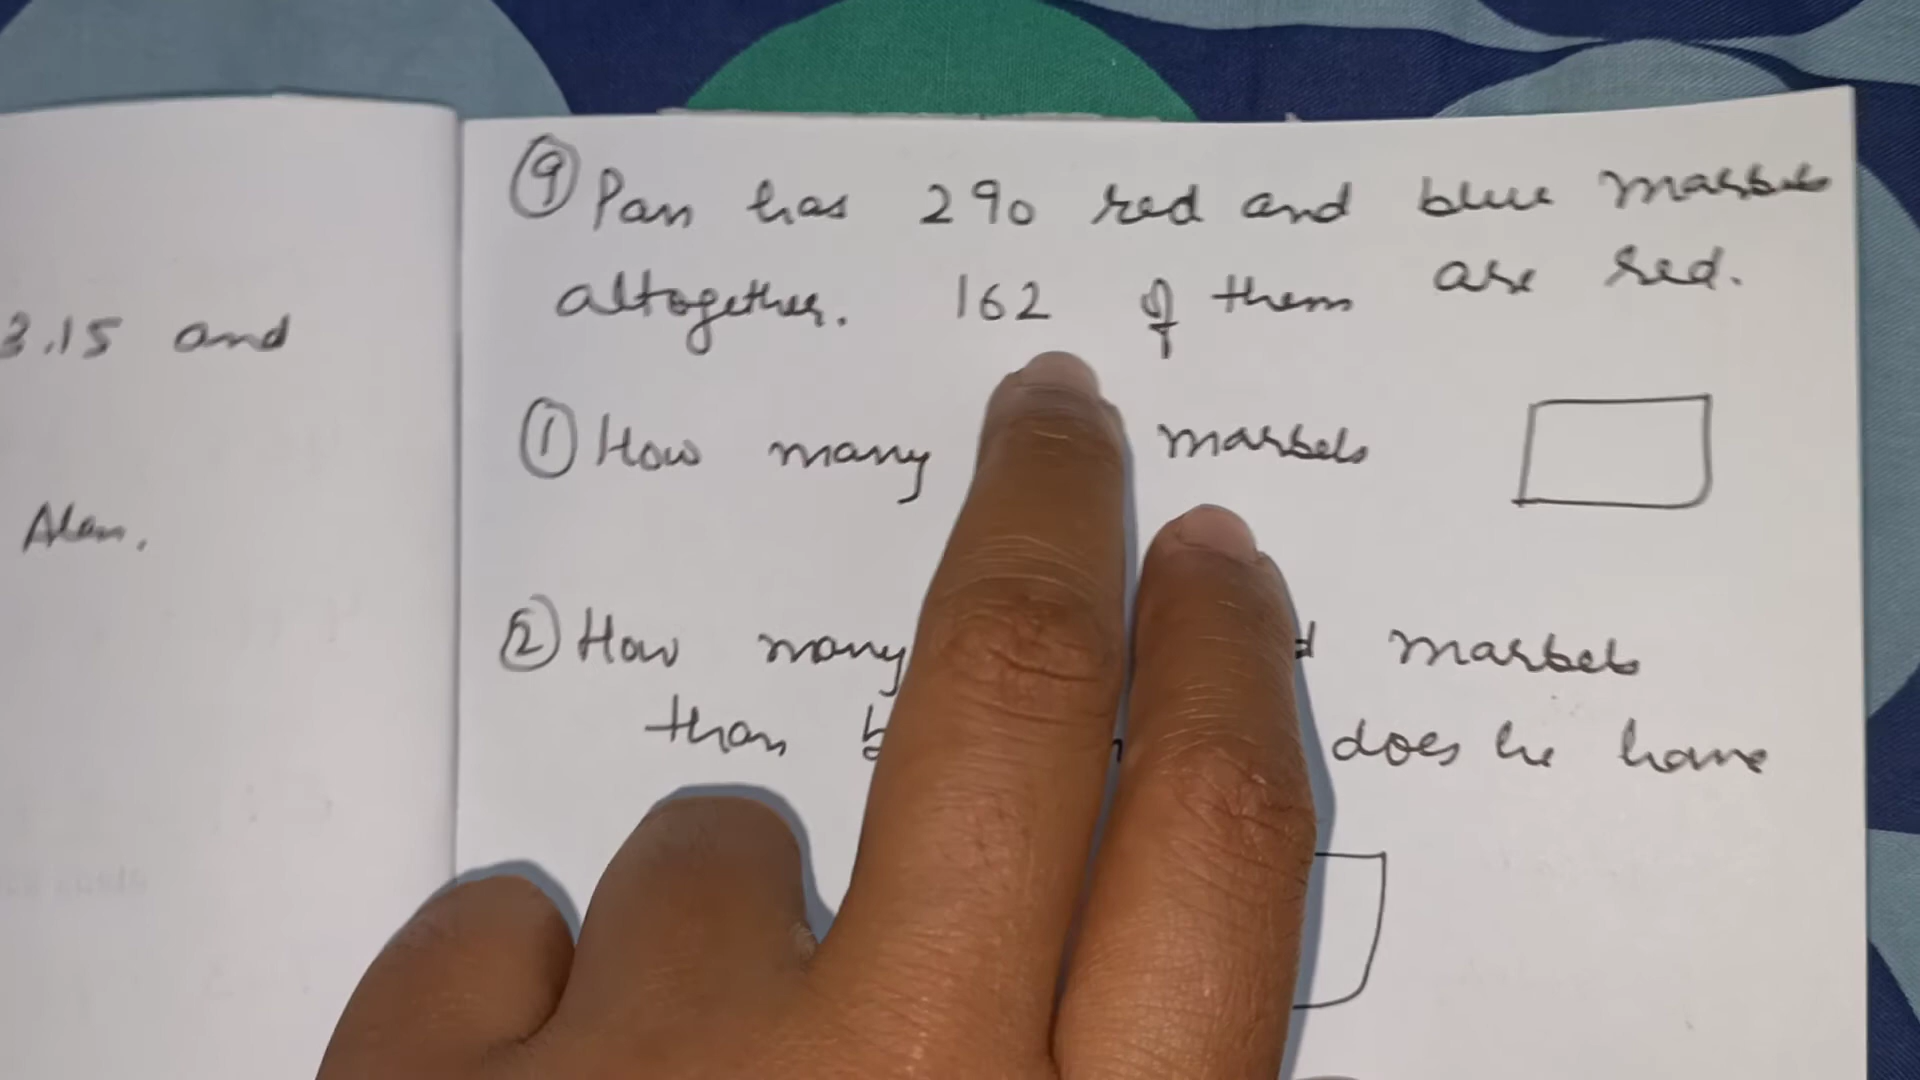 3.15 and
Alan.
9 Pan has 290 red and blue marbels
altogether. 162 of them are red.
1 How many marbels
2 How many marbels
than does he have